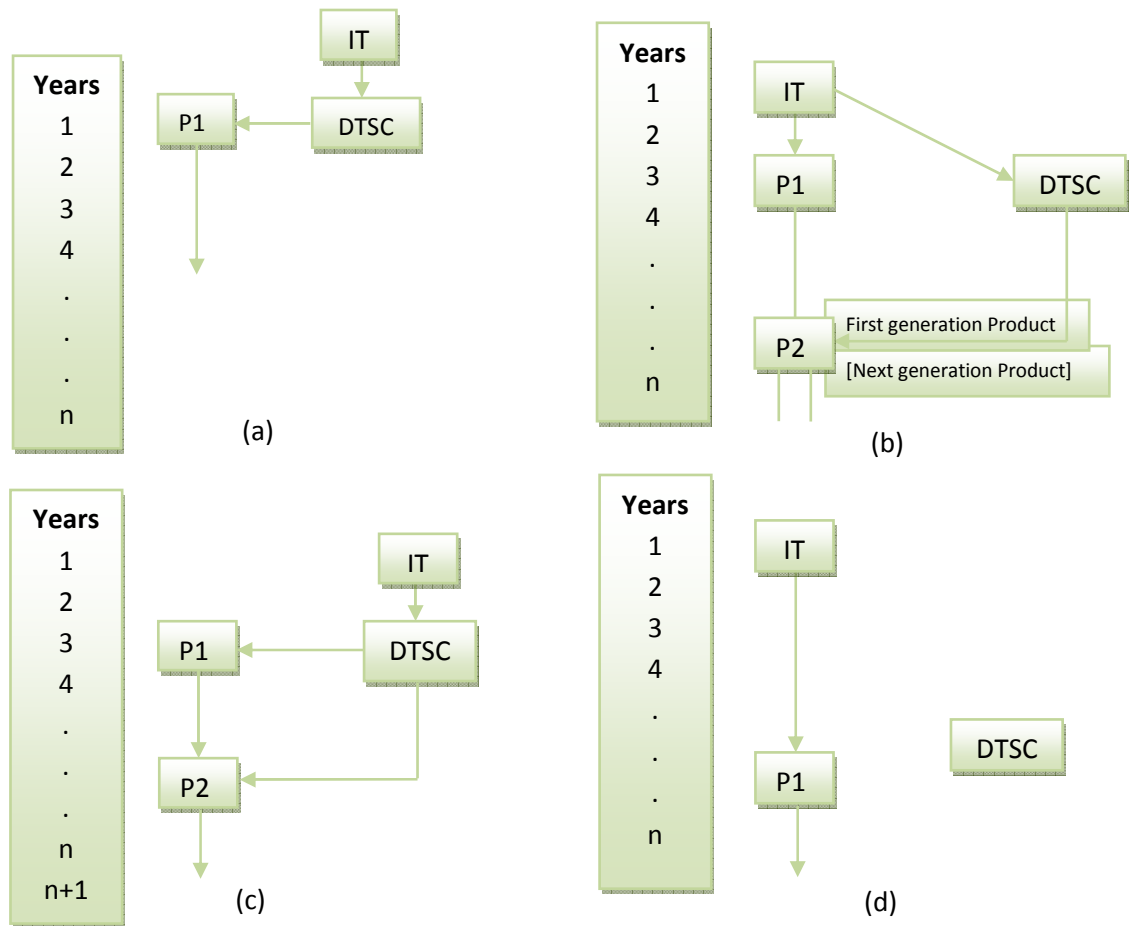 IT
Years
1
2
3
4
.
.
.
n
P1
DTSC
(a)
Years
1
2
3
4
.
.
.
n
IT
P1
DTSC
First generation Product
P2
[Next generation Product]
(b)
Years
1
2
3
4
.
.
.
n
n+1
IT
P1
DTSC
P2
(c)
Years
1
2
3
4
.
.
.
n
IT
DTSC
P1
(d)